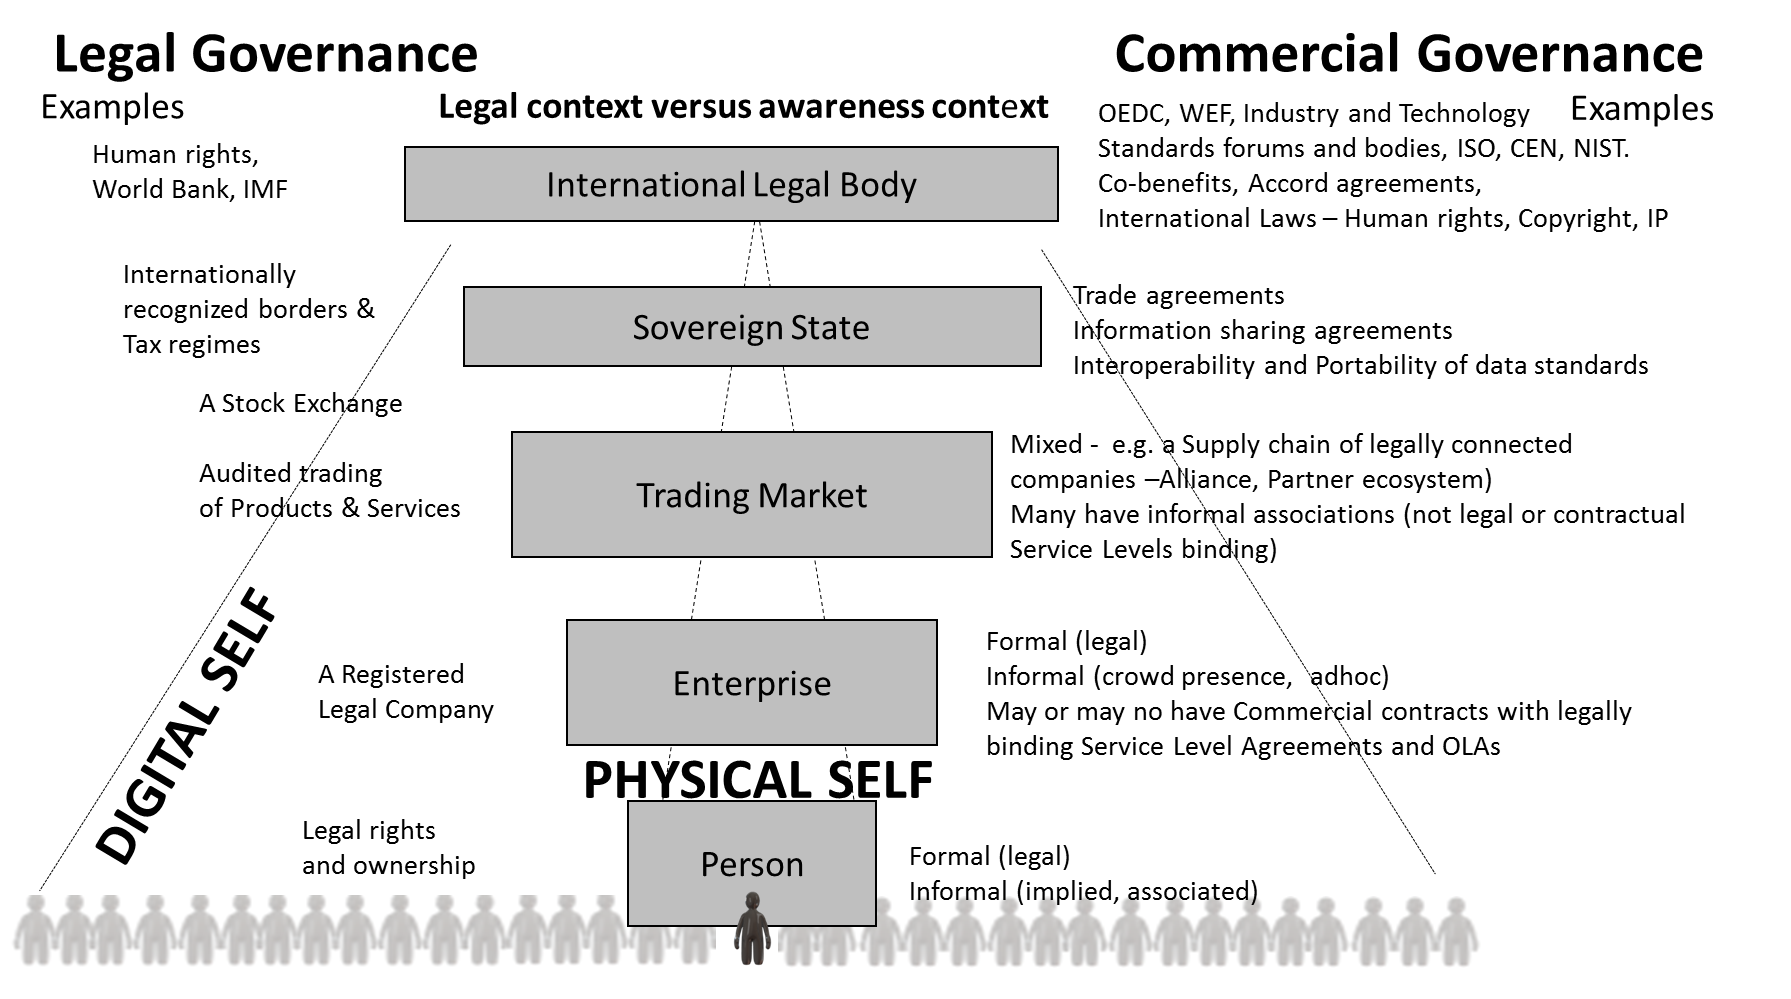 Legal Governance
Commercial Governance
Examples
Legal context versus awareness context
Examples
OEDC, WEF, Industry and Technology
Standards forums and bodies, ISO, CEN, NIST.
Co-benefits, Accord agreements,
International Laws – Human rights, Copyright, IP
Human rights,
World Bank, IMF
International Legal Body
Internationally
recognized borders &
Tax regimes
Sovereign State
Trade agreements
Information sharing agreements
Interoperability and Portability of data standards
A Stock Exchange
Audited trading
of Products & Services
Trading Market
Mixed - e.g. a Supply chain of legally connected
companies –Alliance, Partner ecosystem)
Many have informal associations (not legal or contractual
Service Levels binding)
DIGITAL SELF
A Registered
Legal Company
Enterprise
Formal (legal)
Informal (crowd presence, adhoc)
May or may no have Commercial contracts with legally
binding Service Level Agreements and OLAs
PHYSICAL SELF
Legal rights
and ownership
Person
Formal (legal)
Informal (implied, associated)